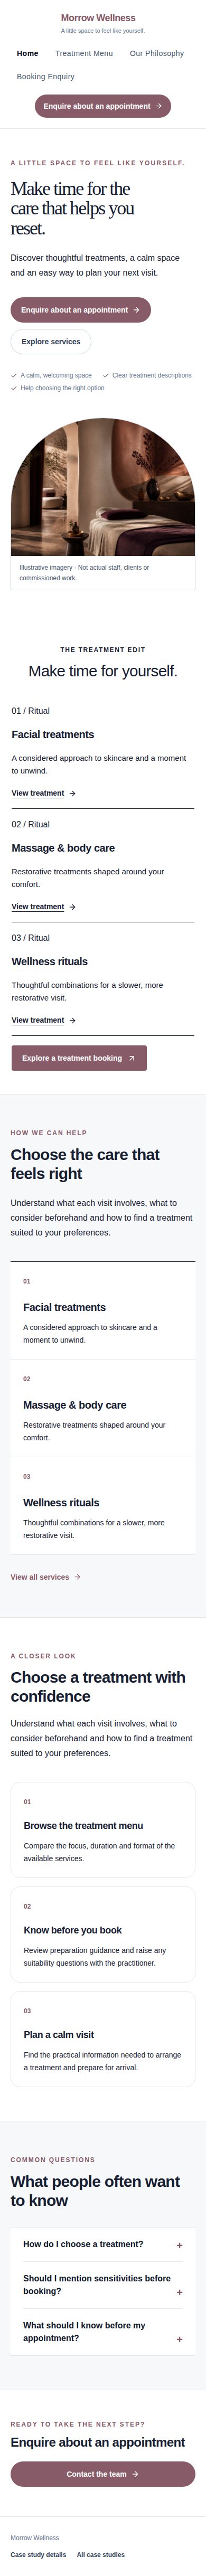 Morrow Wellness
A little space to feel like yourself.
Home
Treatment Menu
Our Philosophy
Booking Enquiry
Enquire about an appointment →
A LITTLE SPACE TO FEEL LIKE YOURSELF.
Make time for the
care that helps you
reset.
Discover thoughtful treatments, a calm space
and an easy way to plan your next visit.
Enquire about an appointment →
Explore services
✓ A calm, welcoming space
✓ Clear treatment descriptions
✓ Help choosing the right option
Illustrative imagery · Not actual staff, clients or
commissioned work.
THE TREATMENT EDIT
Make time for yourself.
01 / Ritual
Facial treatments
A considered approach to skincare and a moment
to unwind.
View treatment →
02 / Ritual
Massage & body care
Restorative treatments shaped around your
comfort.
View treatment →
03 / Ritual
Wellness rituals
Thoughtful combinations for a slower, more
restorative visit.
View treatment →
Explore a treatment booking ↗
HOW WE CAN HELP
Choose the care that
feels right
Understand what each visit involves, what to
consider beforehand and how to find a treatment
suited to your preferences.
01
Facial treatments
A considered approach to skincare and a
moment to unwind.
02
Massage & body care
Restorative treatments shaped around your
comfort.
03
Wellness rituals
Thoughtful combinations for a slower, more
restorative visit.
View all services →
A CLOSER LOOK
Choose a treatment with
confidence
Understand what each visit involves, what to
consider beforehand and how to find a treatment
suited to your preferences.
01
Browse the treatment menu
Compare the focus, duration and format of the
available services.
02
Know before you book
Review preparation guidance and raise any
suitability questions with the practitioner.
03
Plan a calm visit
Find the practical information needed to arrange
a treatment and prepare for arrival.
COMMON QUESTIONS
What people often want
to know
How do I choose a treatment? +
Should I mention sensitivities before
booking? +
What should I know before my
appointment? +
READY TO TAKE THE NEXT STEP?
Enquire about an appointment
Contact the team →
Morrow Wellness
Case study details
All case studies